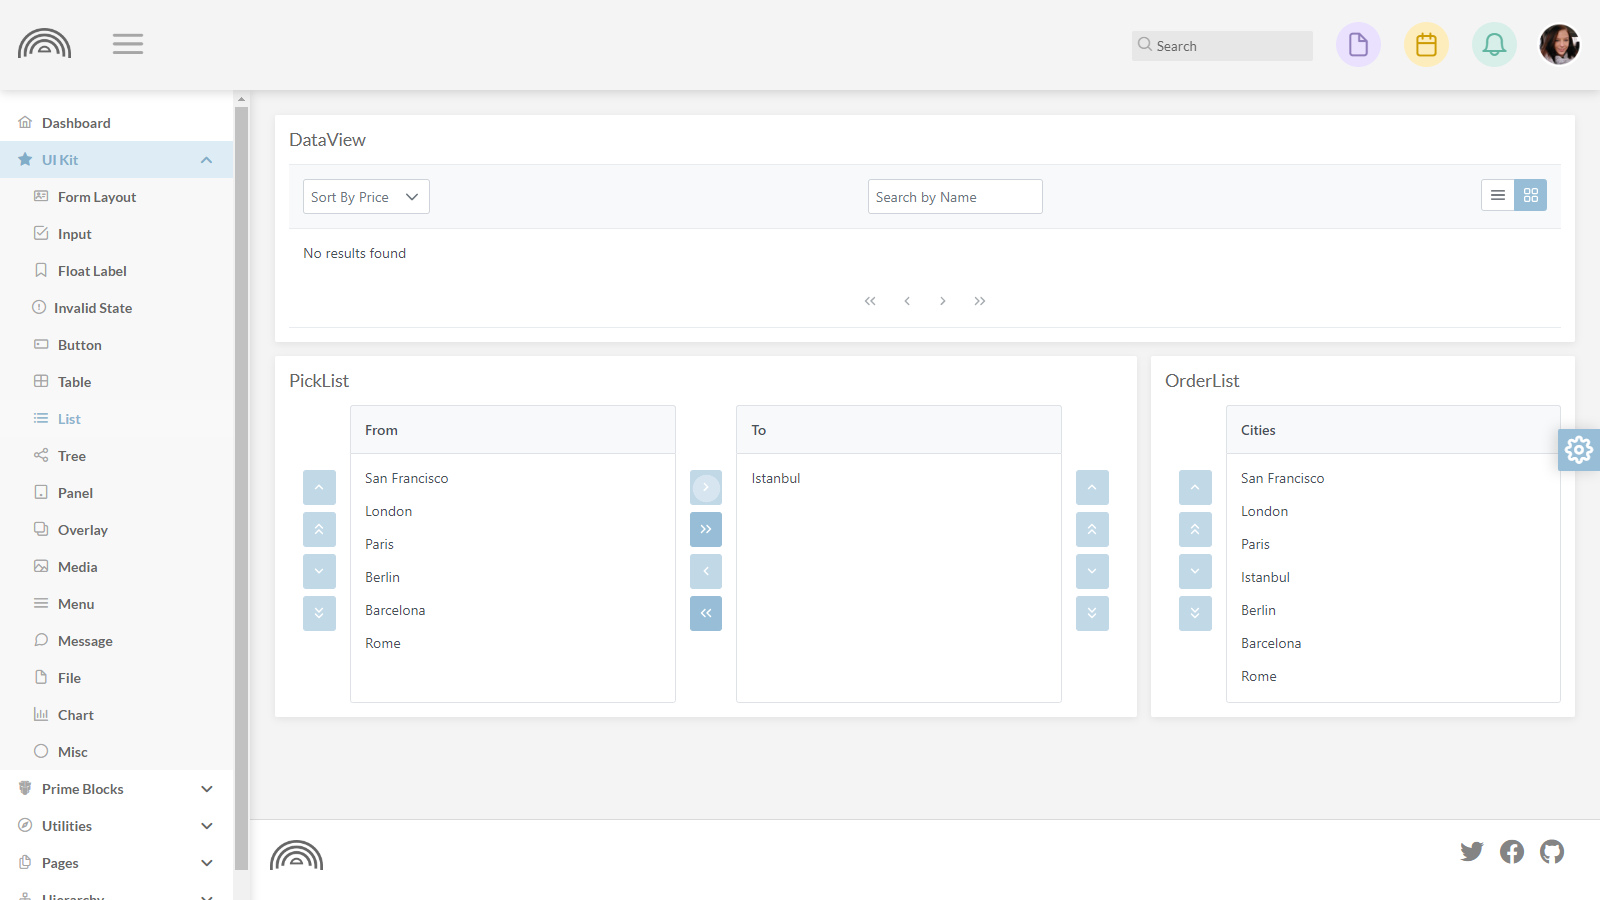 Search
Dashboard
UI Kit
Form Layout
Input
Float Label
Invalid State
Button
Table
List
Tree
Panel
Overlay
Media
Menu
Message
File
Chart
Misc
Prime Blocks
Utilities
Pages
Hierarchy
DataView
Sort By Price
Search by Name
No results found
PickList
From
San Francisco
London
Paris
Berlin
Barcelona
Rome
To
Istanbul
OrderList
Cities
San Francisco
London
Paris
Istanbul
Berlin
Barcelona
Rome